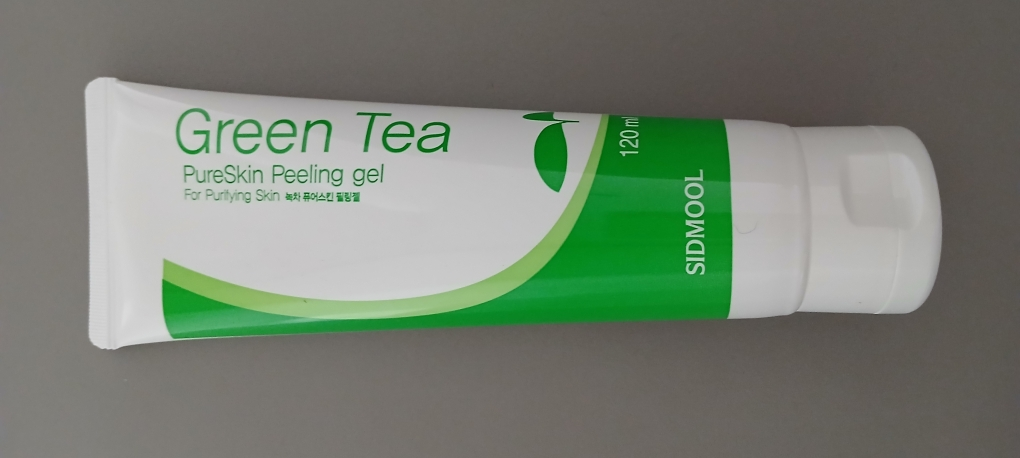 Green Tea
PureSkin Peeling gel
For Purifying Skin 녹차 퓨어스킨 필링젤
120 ml
SIDMOOL